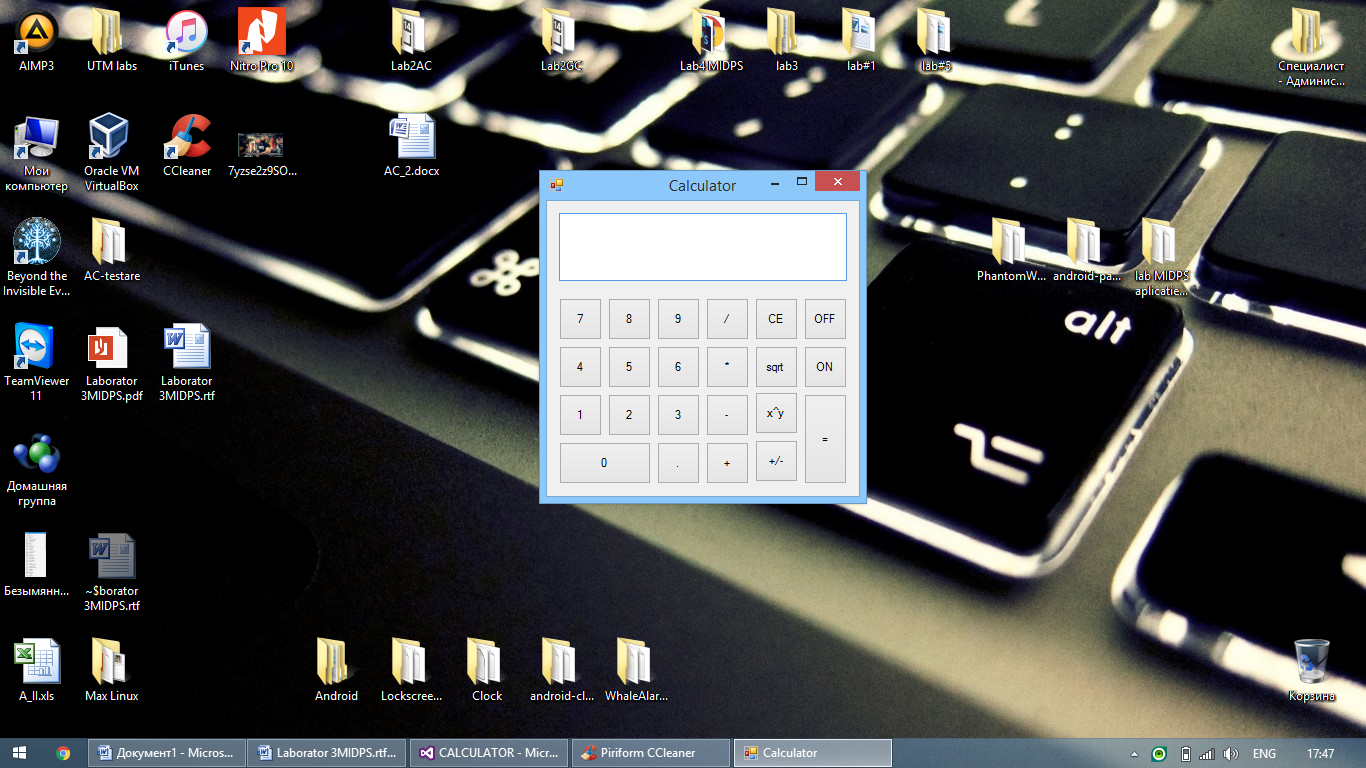 AIMP3
UTM labs
iTunes
Nitro Pro 10
Lab2AC
Lab2GC
Lab4 MIDPS
lab3
lab#1
lab#5
Специалист
- Админис...
Мои
компьютер
Oracle VM
VirtualBox
CCleaner
7yzse2z9SO...
AC_2.docx
Beyond the
Invisible Ev...
AC-testare
PhantomW...
android-pa...
lab MIDPS
aplicatie...
TeamViewer
11
Laborator
3MIDPS.pdf
Laborator
3MIDPS.rtf
Домашняя
группа
Безымянн...
~$borator
3MIDPS.rtf
A_II.xls
Max Linux
Android
Lockscree...
Clock
android-cl...
WhaleAlar...
Корзина
Calculator
7 8 9 / CE OFF
4 5 6 * sqrt ON
1 2 3 - x^y
=
0 . + +/-
alt
Документ1 - Micros...
Laborator 3MIDPS.rtf...
CALCULATOR - Micr...
Piriform CCleaner
Calculator
ENG
17:47